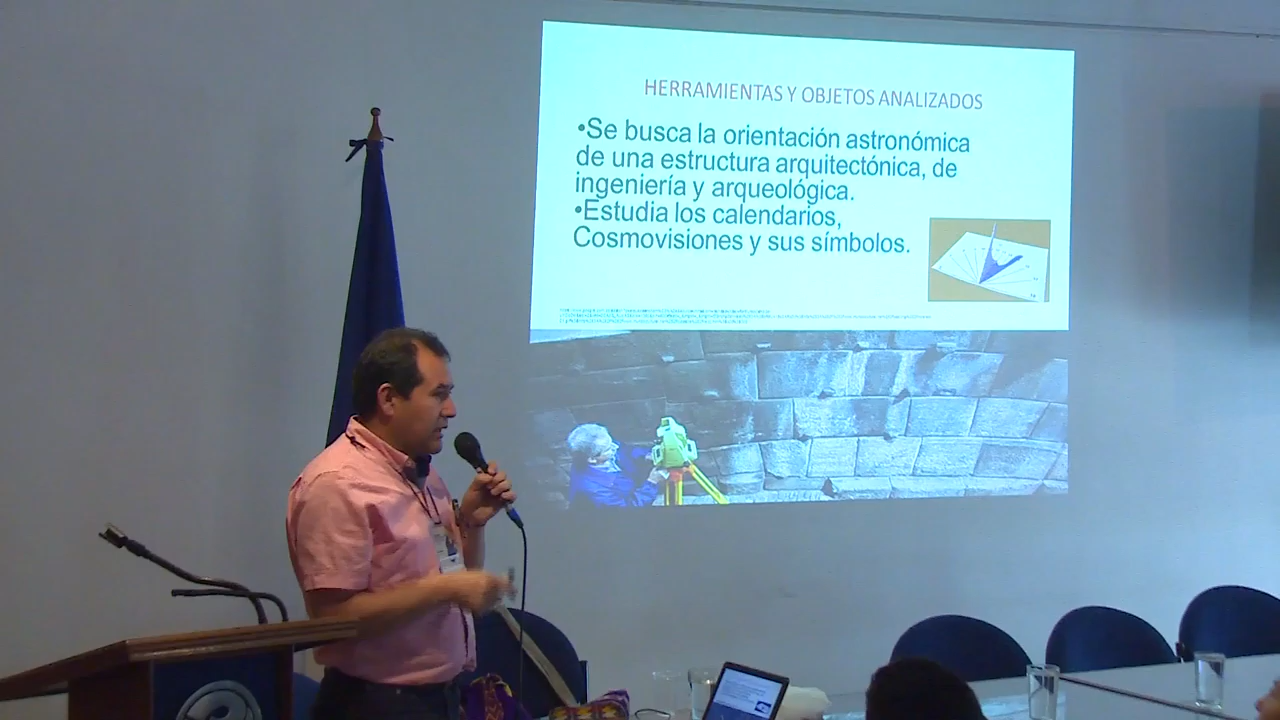 HERRAMIENTAS Y OBJETOS ANALIZADOS
•Se busca la orientación astronómica
de una estructura arquitectónica, de
ingeniería y arqueológica.
•Estudia los calendarios,
Cosmovisiones y sus símbolos.